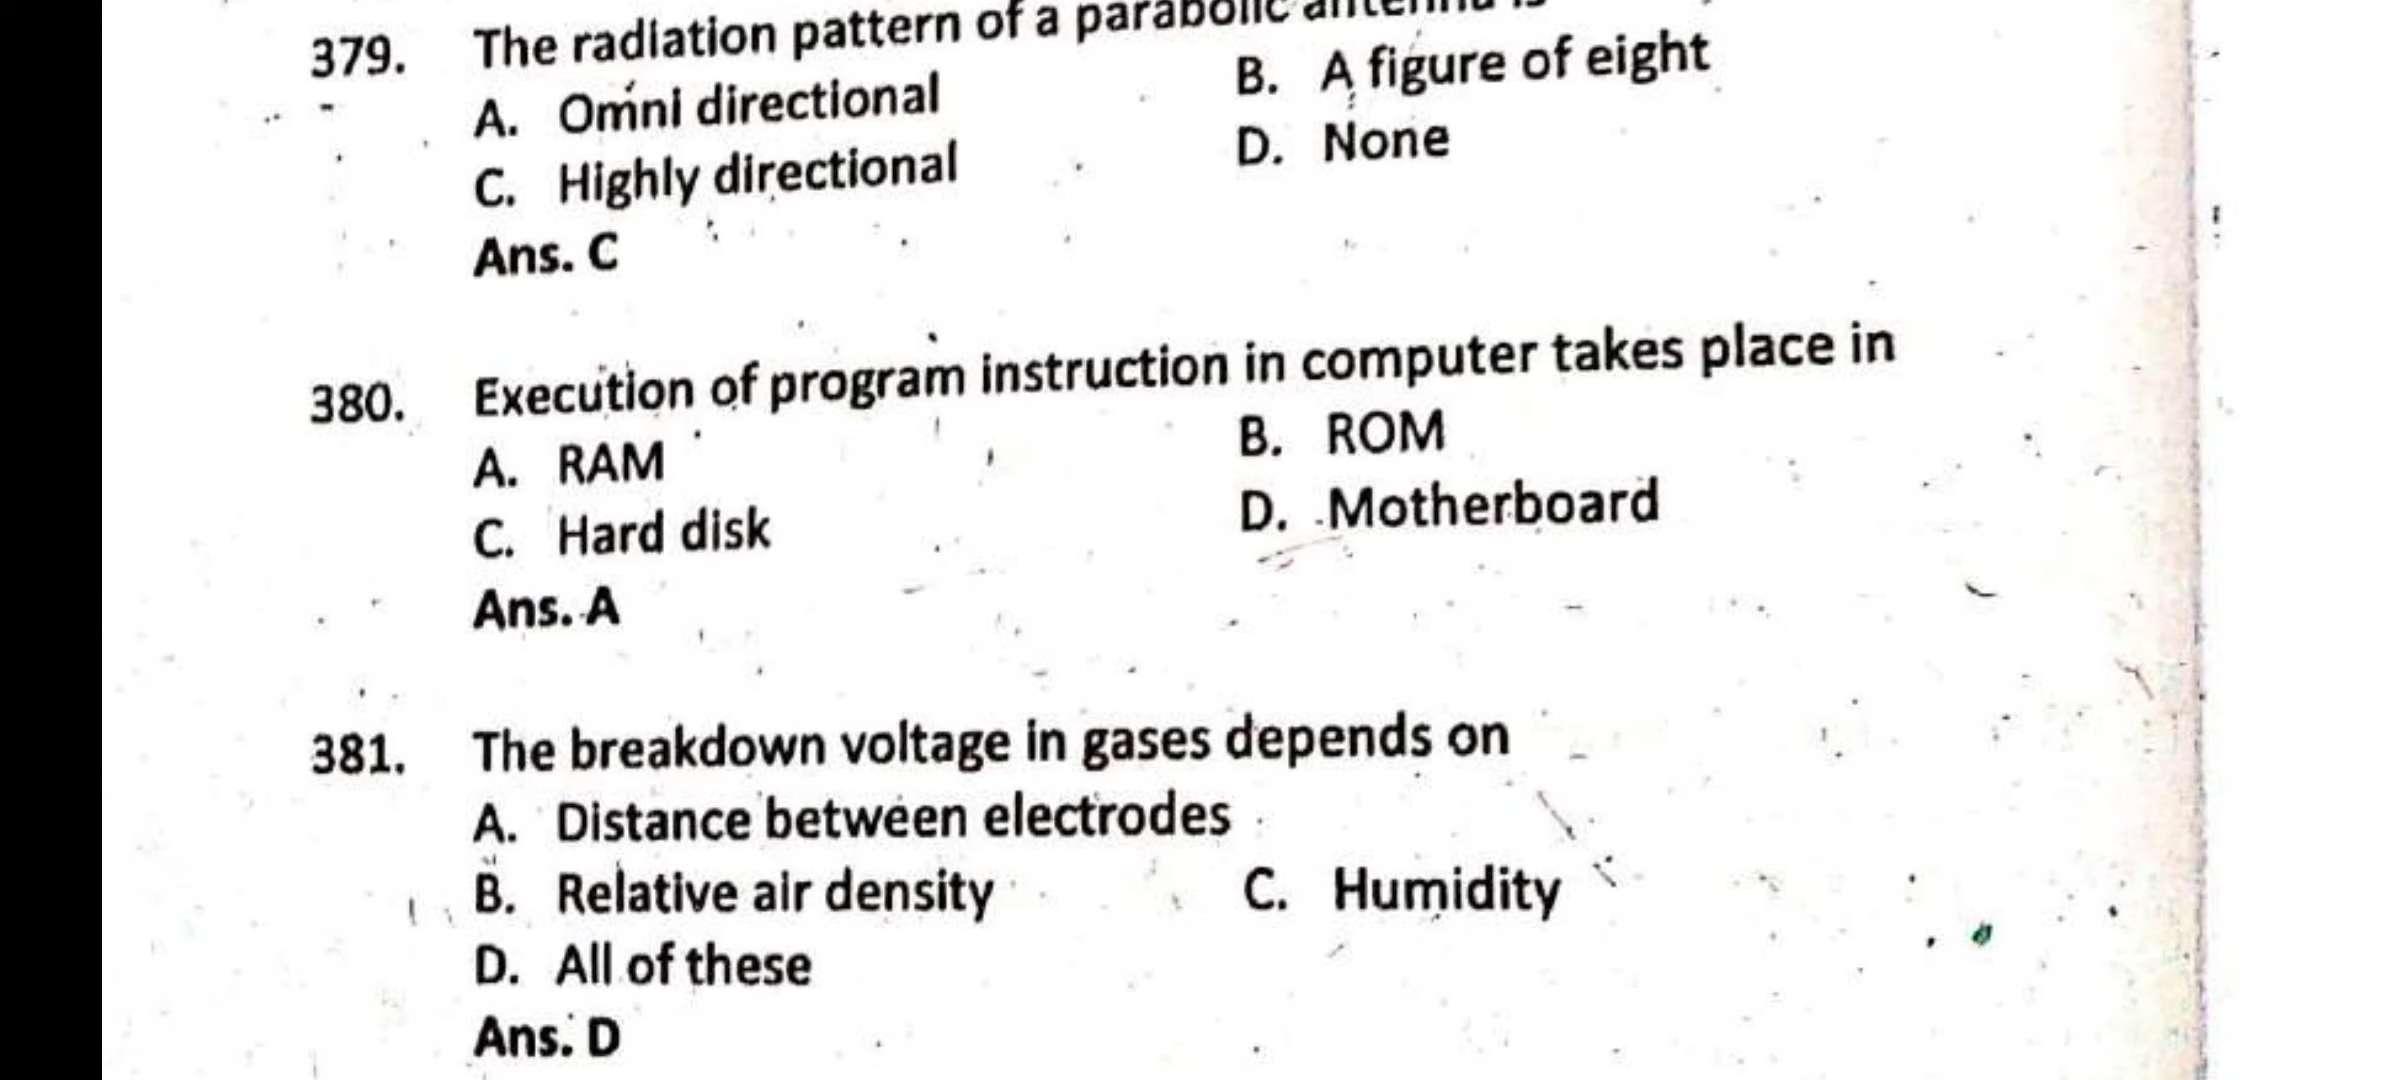 379. The radiation pattern of a parabolic antenna is
A. Omni directional B. A figure of eight
C. Highly directional D. None
Ans. C
380. Execution of program instruction in computer takes place in
A. RAM B. ROM
C. Hard disk D. Motherboard
Ans. A
381. The breakdown voltage in gases depends on
A. Distance between electrodes
B. Relative air density C. Humidity
D. All of these
Ans. D